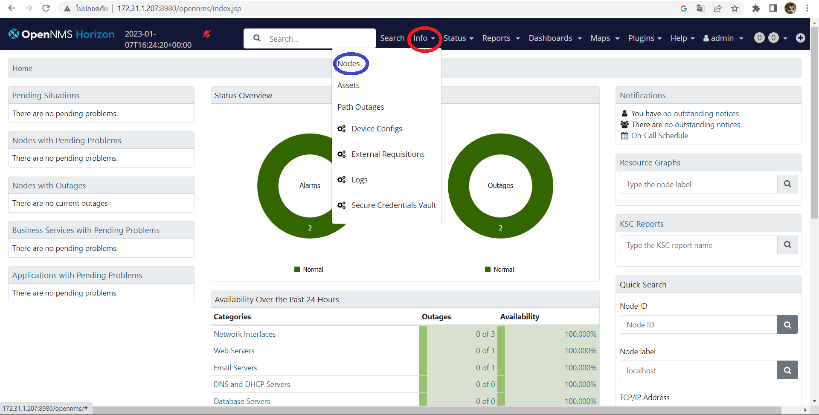 ไม่ปลอดภัย 172.31.1.207:8980/opennms/index.jsp
OpenNMS Horizon
2023-01-
07T16:24:20+00:00
Search...
Search Info Status Reports Dashboards Maps Plugins Help admin 0 0
Nodes
Assets
Path Outages
Device Configs
External Requisitions
Logs
Secure Credentials Vault
Home
Pending Situations
There are no pending problems.
Nodes with Pending Problems
There are no pending problems.
Nodes with Outages
There are no current outages
Business Services with Pending Problems
There are no pending problems.
Applications with Pending Problems
There are no pending problems.
Status Overview
Alarms
2
Normal
Outages
2
Normal
Availability Over the Past 24 Hours
Categories Outages Availability
Network Interfaces 0 of 3 100.000%
Web Servers 0 of 1 100.000%
Email Servers 0 of 1 100.000%
DNS and DHCP Servers 0 of 0 100.000%
Database Servers 0 of 0 100.000%
Notifications
You have no outstanding notices
There are no outstanding notices
On-Call Schedule
Resource Graphs
Type the node label
KSC Reports
Type the KSC report name
Quick Search
Node ID
Node ID
Node label
localhost
TCP/IP Address
172.31.1.207:8980/opennms/#